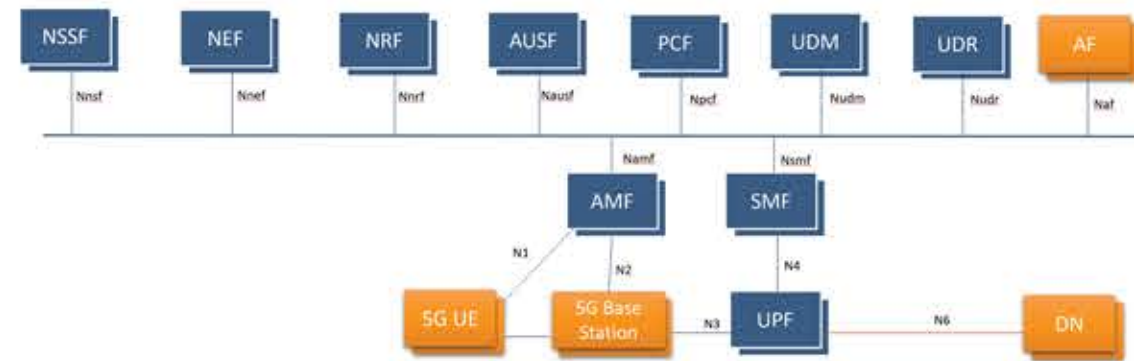 NSSF
NEF
NRF
AUSF
PCF
UDM
UDR
AF
Nnsf
Nnef
Nnrf
Nausf
Npcf
Nudm
Nudr
Naf
Namf
Nsmf
AMF
SMF
N1
N2
N4
5G UE
5G Base
Station
N3
UPF
N6
DN